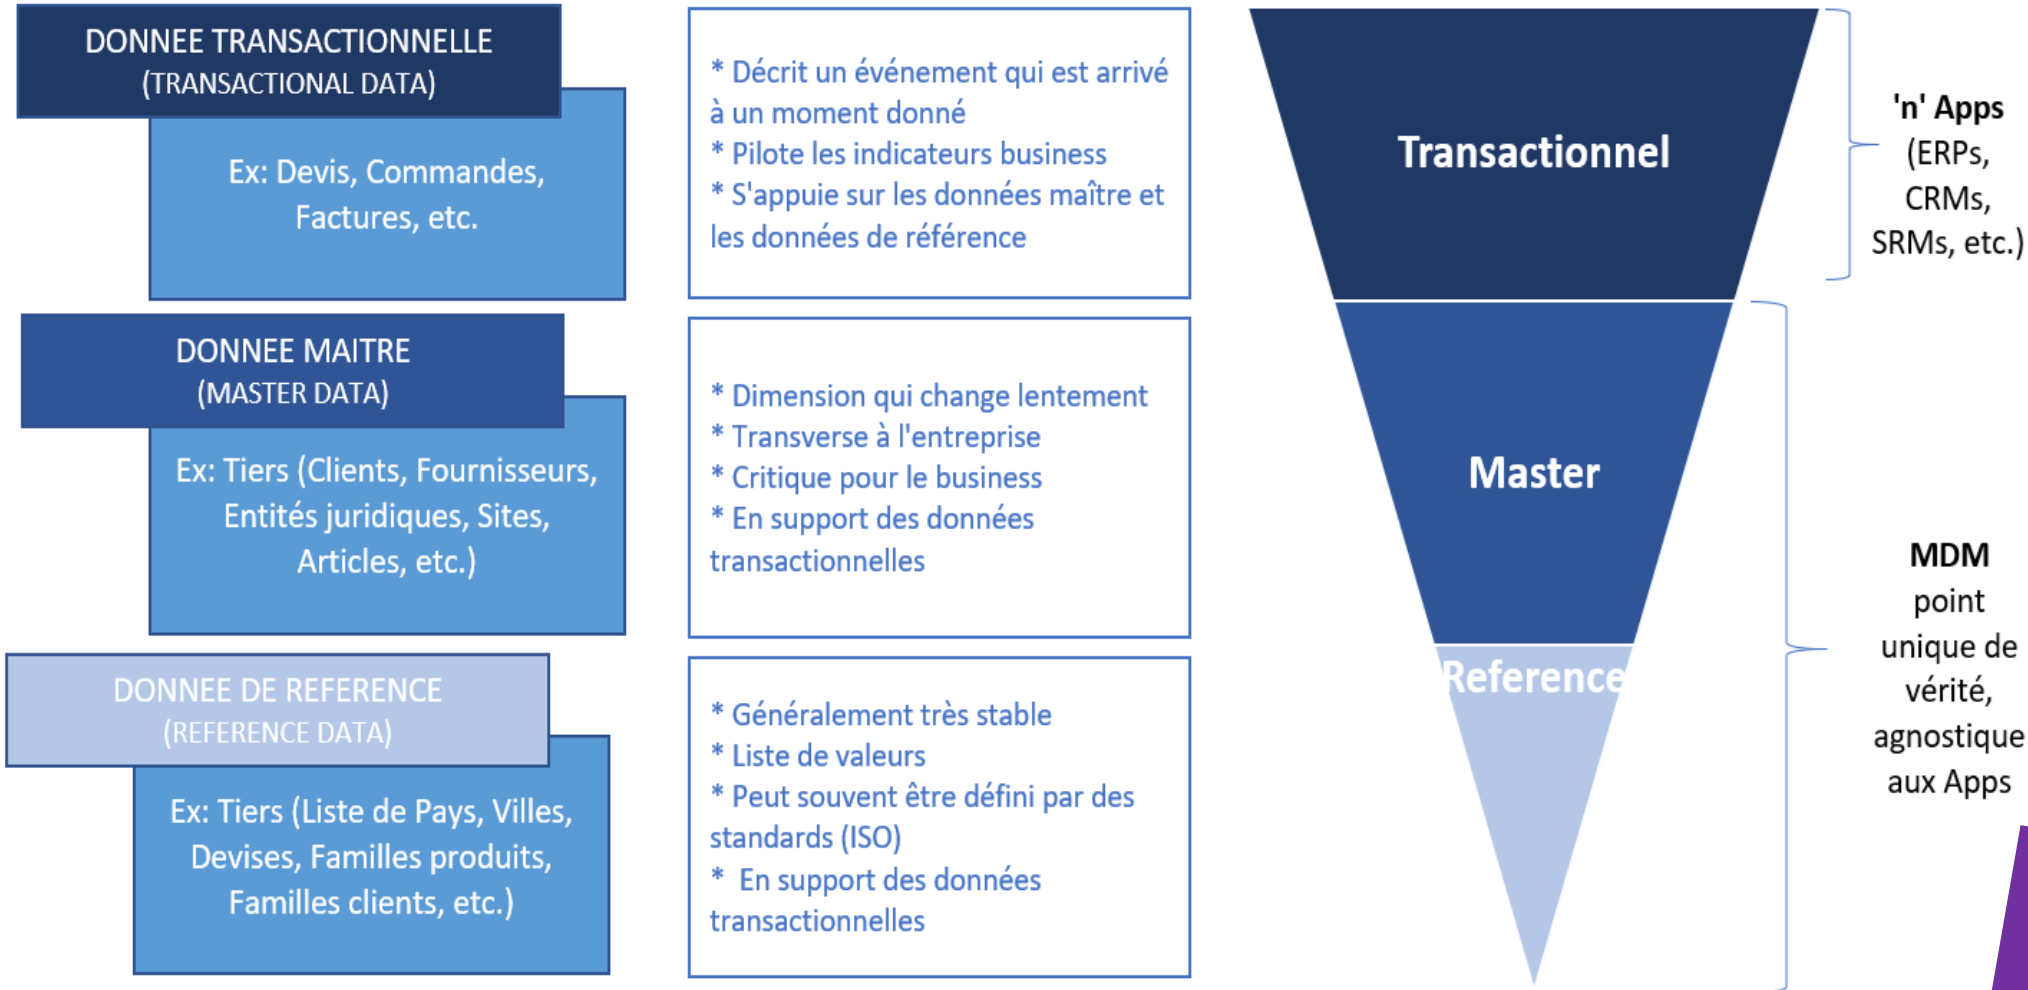 DONNEE TRANSACTIONNELLE
(TRANSACTIONAL DATA)
Ex: Devis, Commandes,
Factures, etc.
* Décrit un événement qui est arrivé
à un moment donné
* Pilote les indicateurs business
* S'appuie sur les données maître et
les données de référence
Transactionnel
'n' Apps
(ERPs,
CRMs,
SRMs, etc.)
DONNEE MAITRE
(MASTER DATA)
Ex: Tiers (Clients, Fournisseurs,
Entités juridiques, Sites,
Articles, etc.)
* Dimension qui change lentement
* Transverse à l'entreprise
* Critique pour le business
* En support des données
transactionnelles
Master
MDM
point
unique de
vérité,
agnostique
aux Apps
DONNEE DE REFERENCE
(REFERENCE DATA)
Ex: Tiers (Liste de Pays, Villes,
Devises, Familles produits,
Familles clients, etc.)
* Généralement très stable
* Liste de valeurs
* Peut souvent être défini par des
standards (ISO)
* En support des données
transactionnelles
Reference